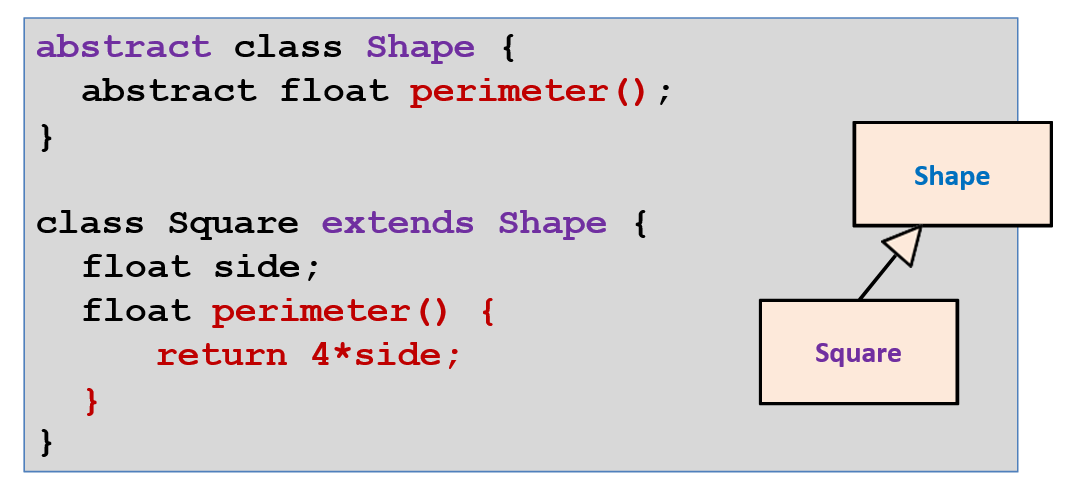 abstract class Shape {
abstract float perimeter();
}
class Square extends Shape {
float side;
float perimeter() {
return 4*side;
}
}
Shape
Square